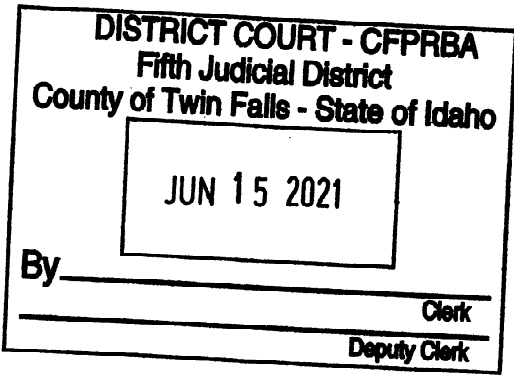 DISTRICT COURT - CFPRBA
Fifth Judicial District
County of Twin Falls - State of Idaho
JUN 15 2021
By
Clerk
Deputy Clerk